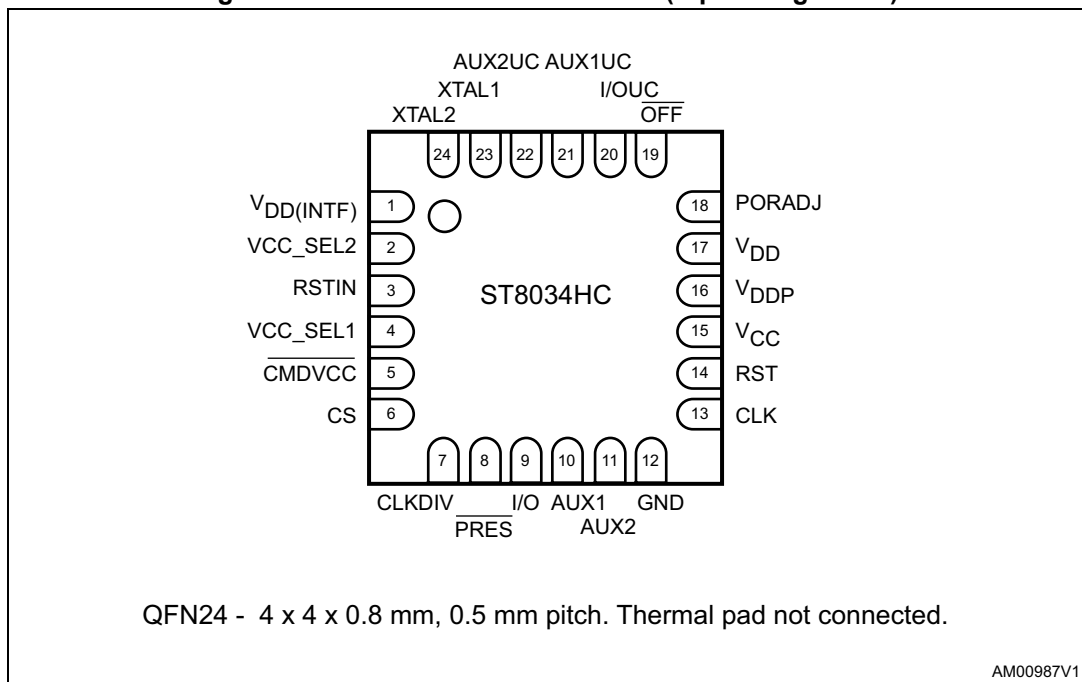 AUX2UC AUX1UC
XTAL1 I/OUC
XTAL2 OFF
24 23 22 21 20 19
VDD(INTF) 1 18 PORADJ
VCC_SEL2 2 17 VDD
RSTIN 3 ST8034HC 16 VDDP
VCC_SEL1 4 15 VCC
CMDVCC 5 14 RST
CS 6 13 CLK
7 8 9 10 11 12
CLKDIV I/O AUX1 GND
PRES AUX2
QFN24 - 4 x 4 x 0.8 mm, 0.5 mm pitch. Thermal pad not connected.
AM00987V1